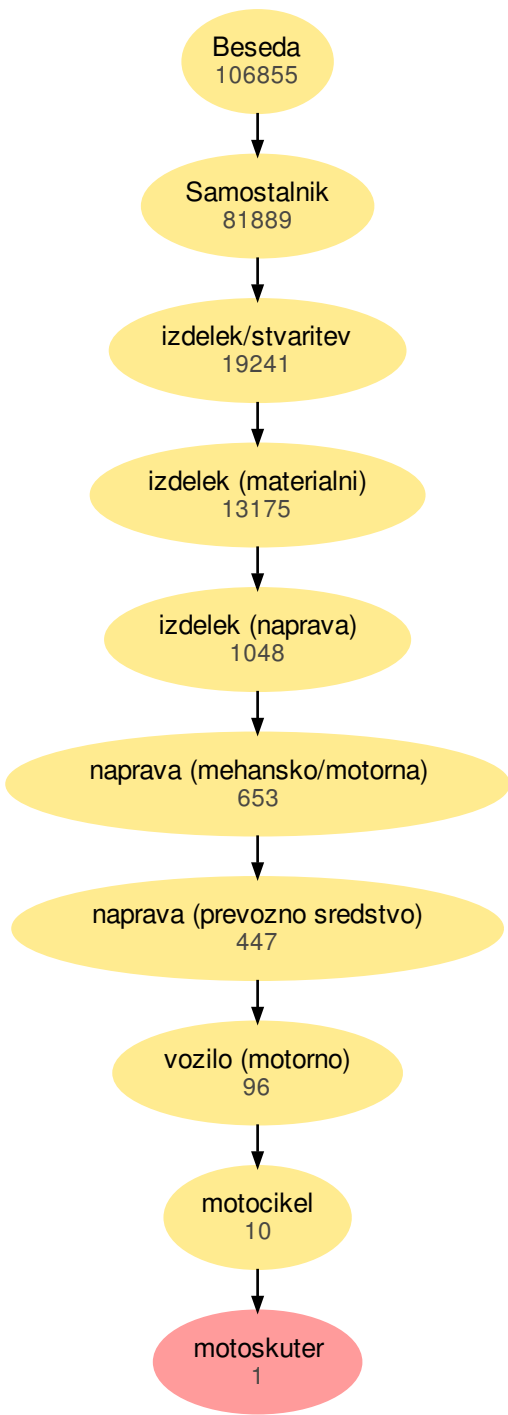 Beseda
106855
Samostalnik
81889
izdelek/stvaritev
19241
izdelek (materialni)
13175
izdelek (naprava)
1048
naprava (mehansko/motorna)
653
naprava (prevozno sredstvo)
447
vozilo (motorno)
96
motocikel
10
motoskuter
1